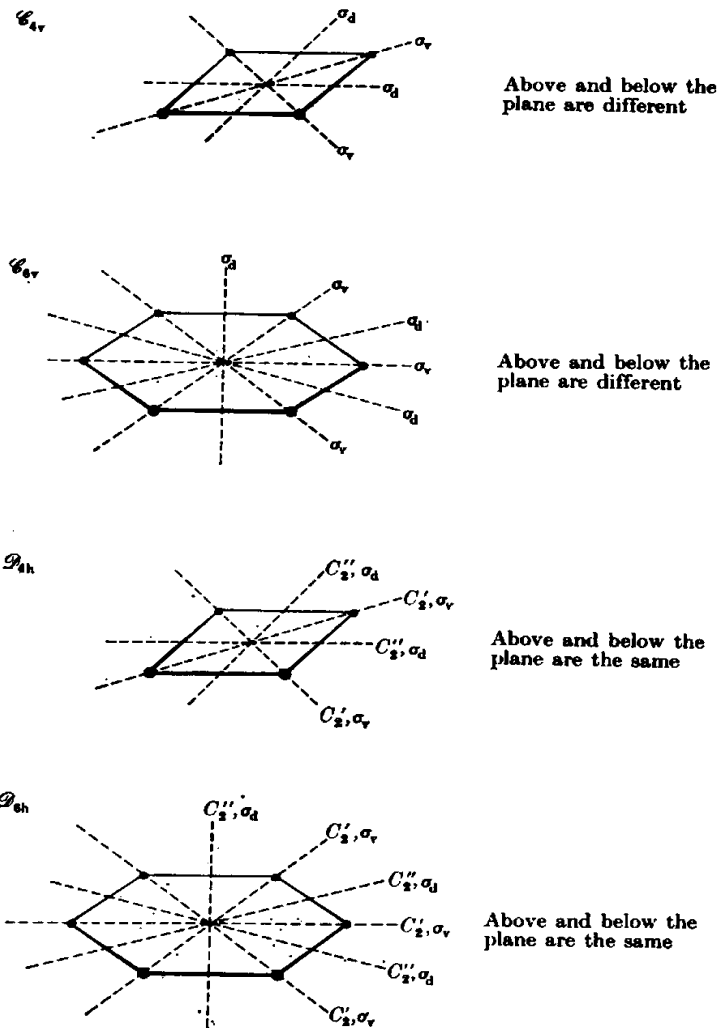 𝒞4v
σd
σv
σd
σv
Above and below the
plane are different
𝒞6v
σd
σv
σd
σv
σd
σv
Above and below the
plane are different
𝒟4h
C2'', σd
C2', σv
C2'', σd
C2', σv
Above and below the
plane are the same
𝒟6h
C2'', σd
C2', σv
C2'', σd
C2', σv
C2'', σd
C2', σv
Above and below the
plane are the same